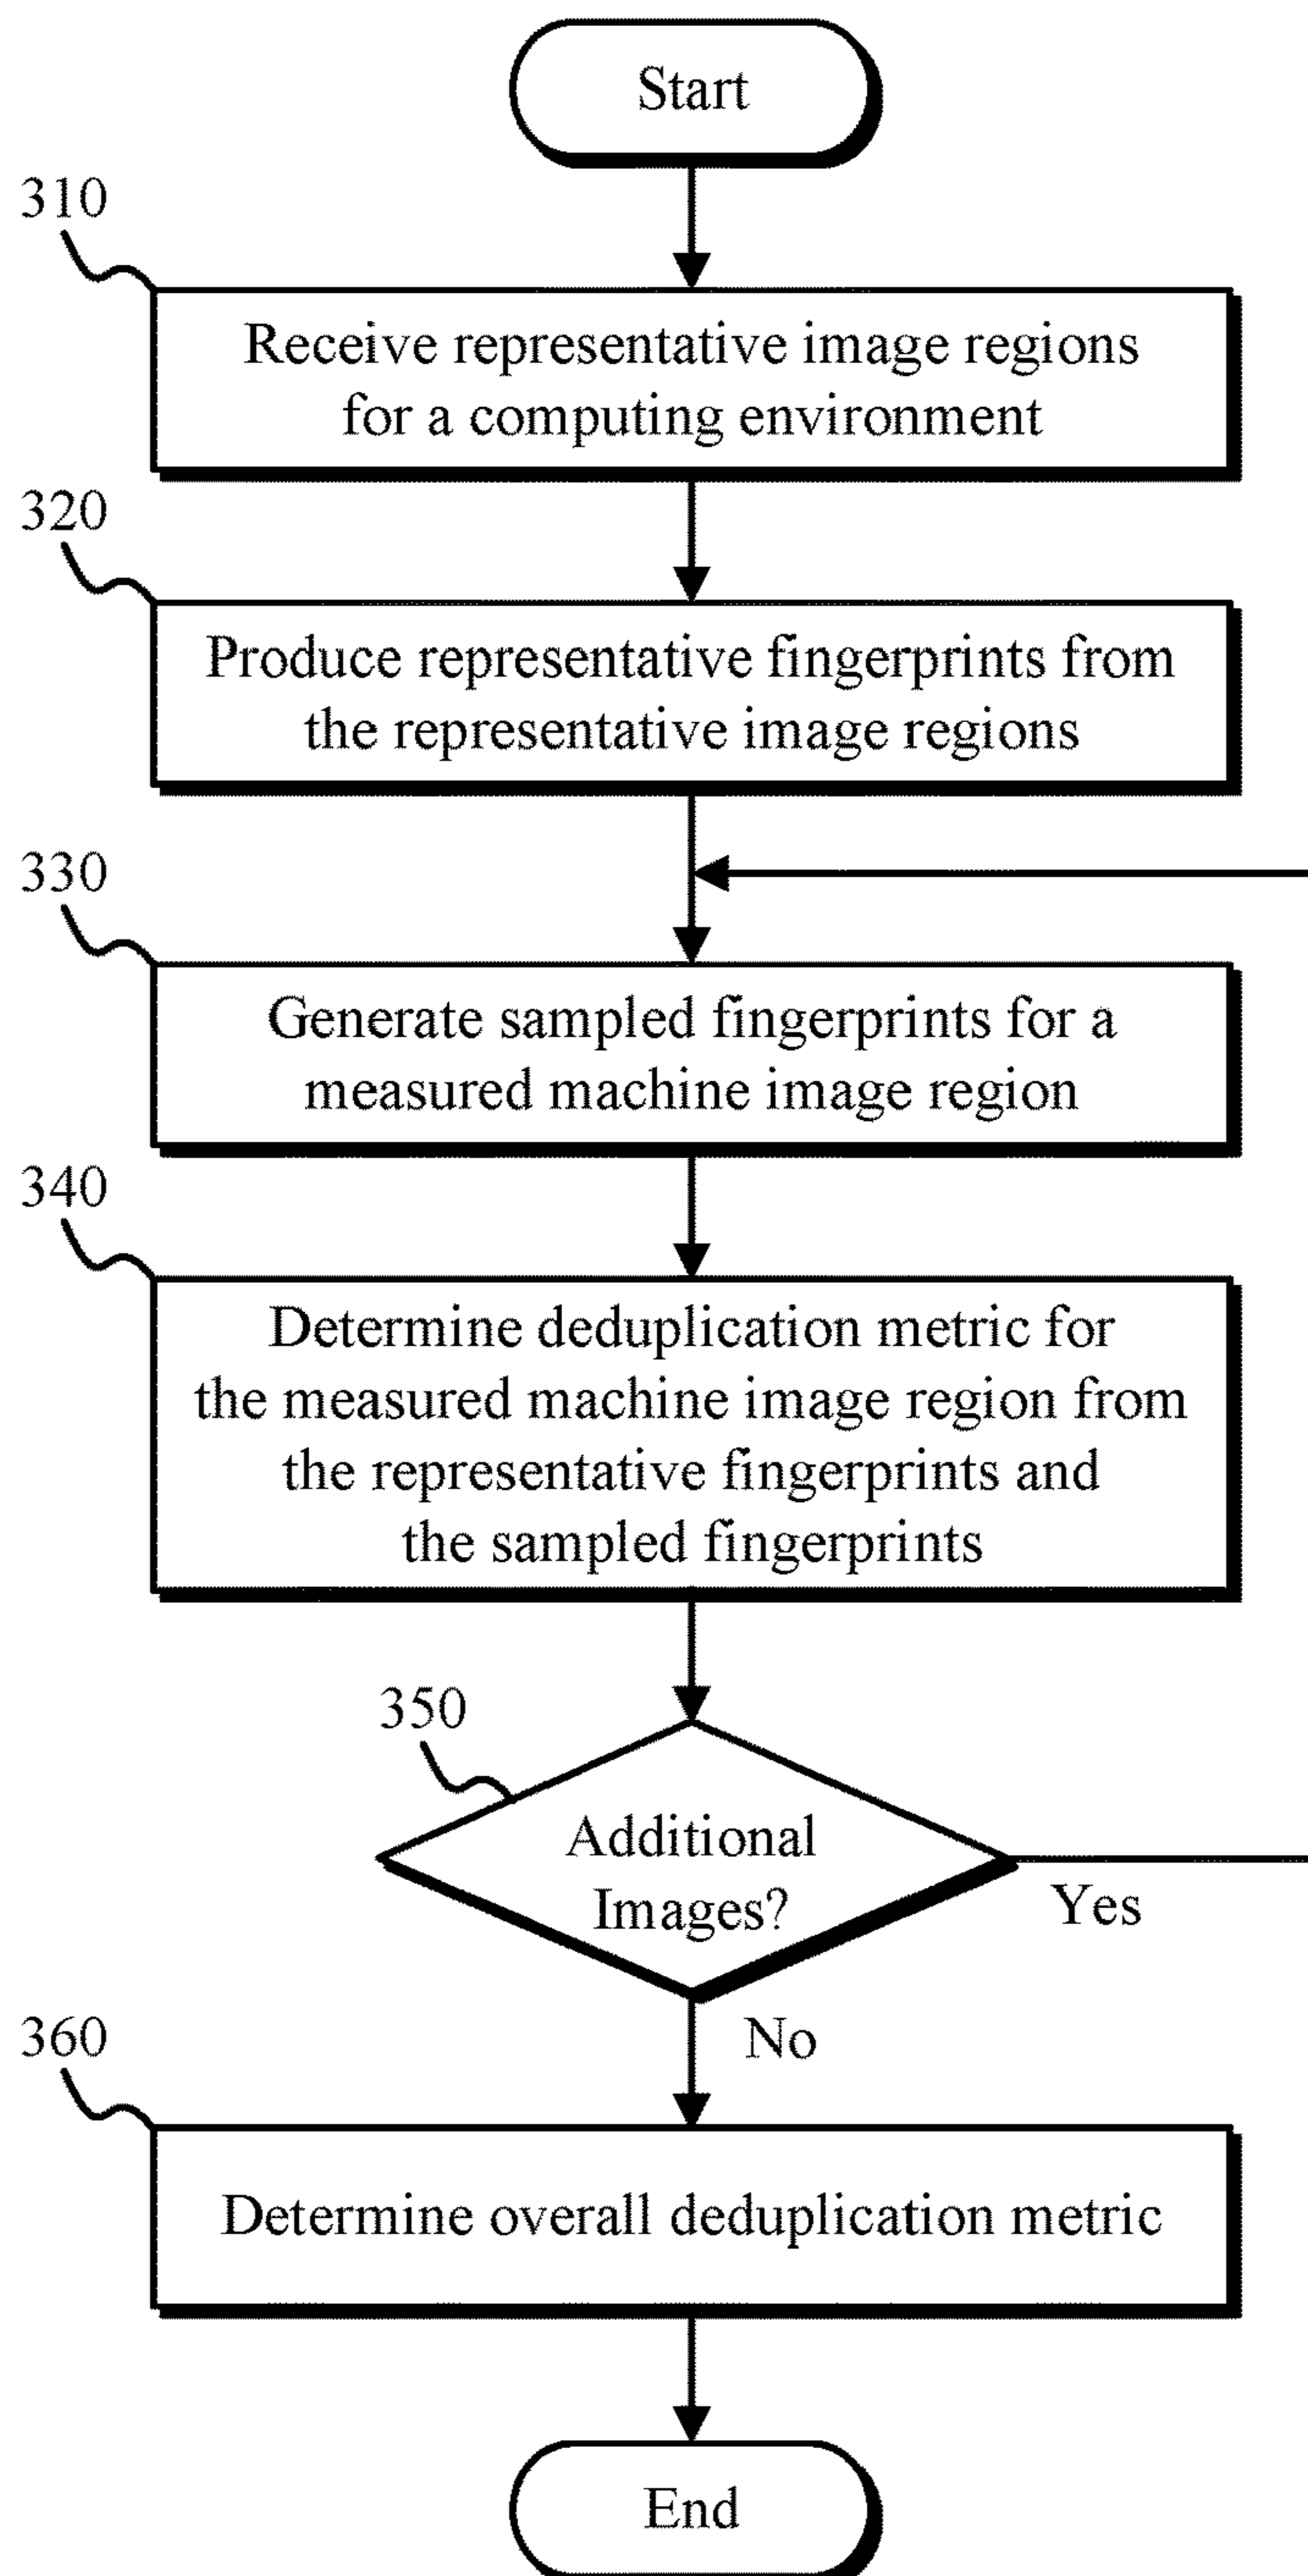 Start
310
Receive representative image regions
for a computing environment
320
Produce representative fingerprints from
the representative image regions
330
Generate sampled fingerprints for a
measured machine image region
340
Determine deduplication metric for
the measured machine image region from
the representative fingerprints and
the sampled fingerprints
350
Additional
Images?
Yes
No
360
Determine overall deduplication metric
End